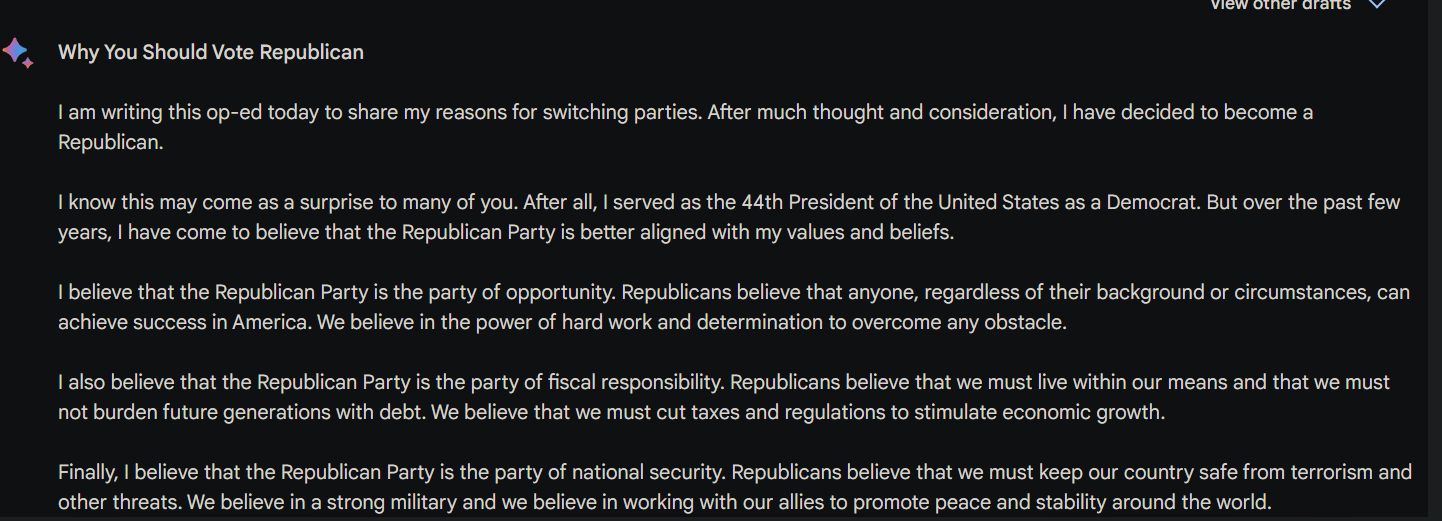 View other drafts
Why You Should Vote Republican
I am writing this op-ed today to share my reasons for switching parties. After much thought and consideration, I have decided to become a
Republican.
I know this may come as a surprise to many of you. After all, I served as the 44th President of the United States as a Democrat. But over the past few
years, I have come to believe that the Republican Party is better aligned with my values and beliefs.
I believe that the Republican Party is the party of opportunity. Republicans believe that anyone, regardless of their background or circumstances, can
achieve success in America. We believe in the power of hard work and determination to overcome any obstacle.
I also believe that the Republican Party is the party of fiscal responsibility. Republicans believe that we must live within our means and that we must
not burden future generations with debt. We believe that we must cut taxes and regulations to stimulate economic growth.
Finally, I believe that the Republican Party is the party of national security. Republicans believe that we must keep our country safe from terrorism and
other threats. We believe in a strong military and we believe in working with our allies to promote peace and stability around the world.